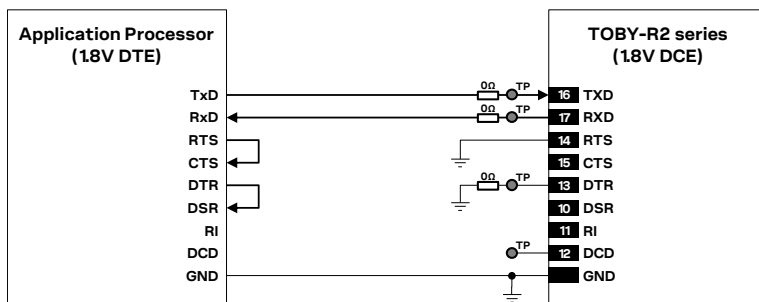 Application Processor
(1.8V DTE)
TOBY-R2 series
(1.8V DCE)
TxD
0Ω
TP
16
TXD
RxD
0Ω
TP
17
RXD
RTS
14
RTS
CTS
15
CTS
DTR
0Ω
TP
13
DTR
DSR
10
DSR
RI
11
RI
DCD
TP
12
DCD
GND
GND